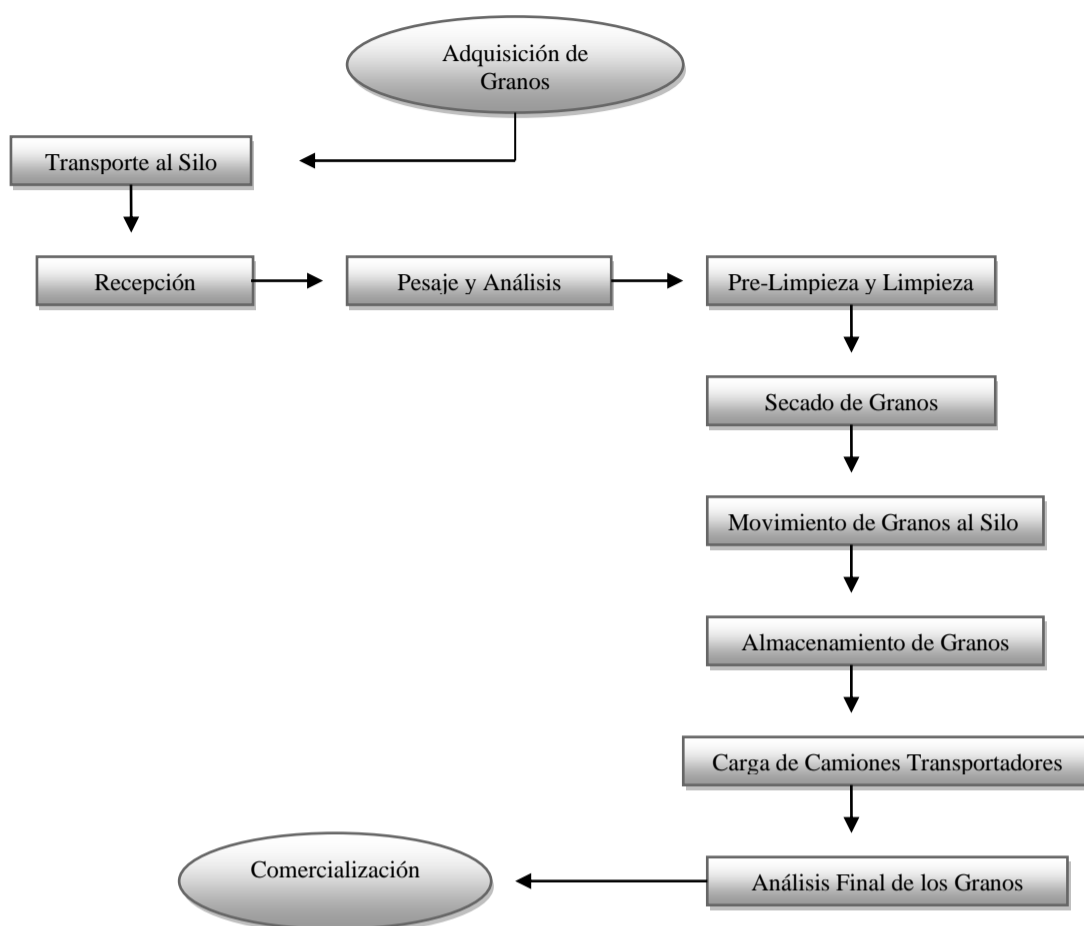 Adquisición de
Granos
Transporte al Silo
Recepción
Pesaje y Análisis
Pre-Limpieza y Limpieza
Secado de Granos
Movimiento de Granos al Silo
Almacenamiento de Granos
Carga de Camiones Transportadores
Análisis Final de los Granos
Comercialización